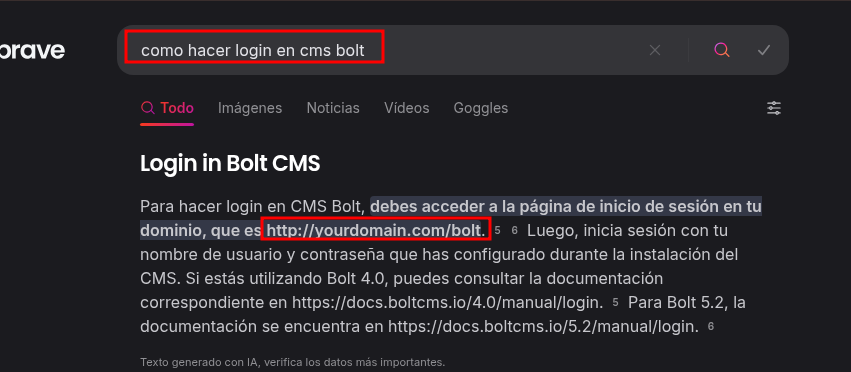 brave
como hacer login en cms bolt
Todo Imágenes Noticias Vídeos Goggles
Login in Bolt CMS
Para hacer login en CMS Bolt, debes acceder a la página de inicio de sesión en tu
dominio, que es http://yourdomain.com/bolt. 5 6 Luego, inicia sesión con tu
nombre de usuario y contraseña que has configurado durante la instalación del
CMS. Si estás utilizando Bolt 4.0, puedes consultar la documentación
correspondiente en https://docs.boltcms.io/4.0/manual/login. 5 Para Bolt 5.2, la
documentación se encuentra en https://docs.boltcms.io/5.2/manual/login. 6
Texto generado con IA, verifica los datos más importantes.